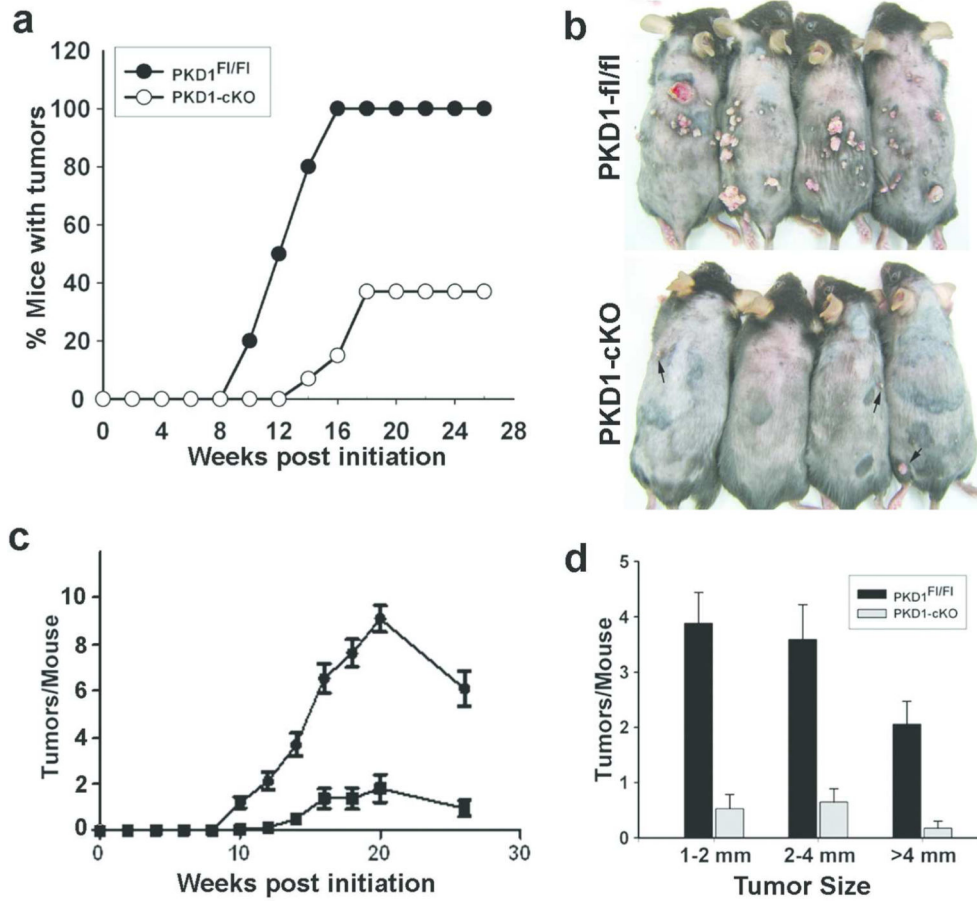 a
120
100
80
60
40
20
0
% Mice with tumors
PKD1Fl/Fl
PKD1-cKO
0 4 8 12 16 20 24 28
Weeks post initiation
b
PKD1-fl/fl
PKD1-cKO
c
10
8
6
4
2
0
Tumors/Mouse
0 10 20 30
Weeks post initiation
d
5
4
3
2
1
0
Tumors/Mouse
PKD1Fl/Fl
PKD1-cKO
1-2 mm 2-4 mm >4 mm
Tumor Size